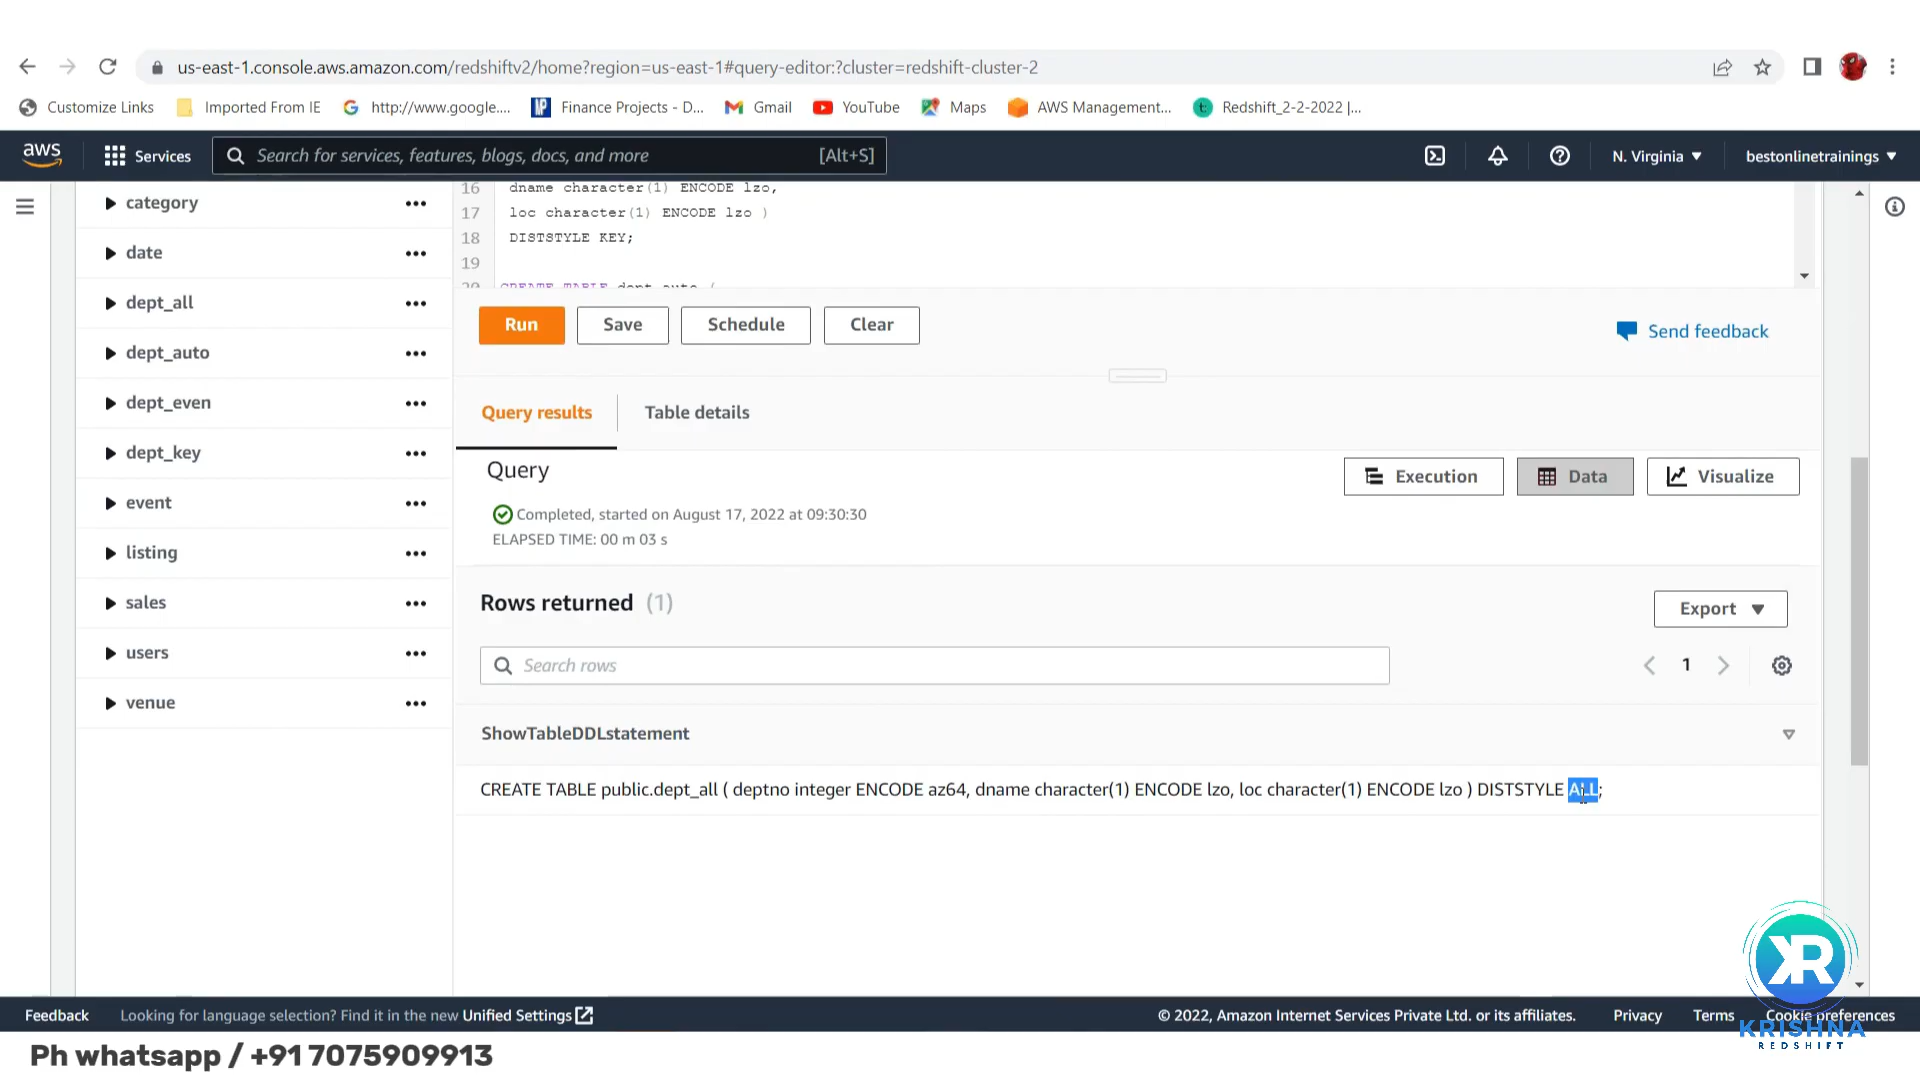 us-east-1.console.aws.amazon.com/redshiftv2/home?region=us-east-1#query-editor:?cluster=redshift-cluster-2
Customize Links
Imported From IE
http://www.google....
Finance Projects - D...
Gmail
YouTube
Maps
AWS Management...
Redshift_2-2-2022 |...
aws
Services
Search for services, features, blogs, docs, and more
[Alt+S]
N. Virginia
bestonlinetrainings
category
date
dept_all
dept_auto
dept_even
dept_key
event
listing
sales
users
venue
16 dname character(1) ENCODE lzo,
17 loc character(1) ENCODE lzo )
18 DISTSTYLE KEY;
19
20 CREATE TABLE dept_auto (
Run
Save
Schedule
Clear
Send feedback
Query results
Table details
Query
Execution
Data
Visualize
Completed, started on August 17, 2022 at 09:30:30
ELAPSED TIME: 00 m 03 s
Rows returned (1)
Export
Search rows
1
ShowTableDDLstatement
CREATE TABLE public.dept_all ( deptno integer ENCODE az64, dname character(1) ENCODE lzo, loc character(1) ENCODE lzo ) DISTSTYLE ALL;
KR
KRISHNA
REDSHIFT
Feedback
Looking for language selection? Find it in the new Unified Settings
© 2022, Amazon Internet Services Private Ltd. or its affiliates.
Privacy
Terms
Cookie preferences
Ph whatsapp / +91 7075909913